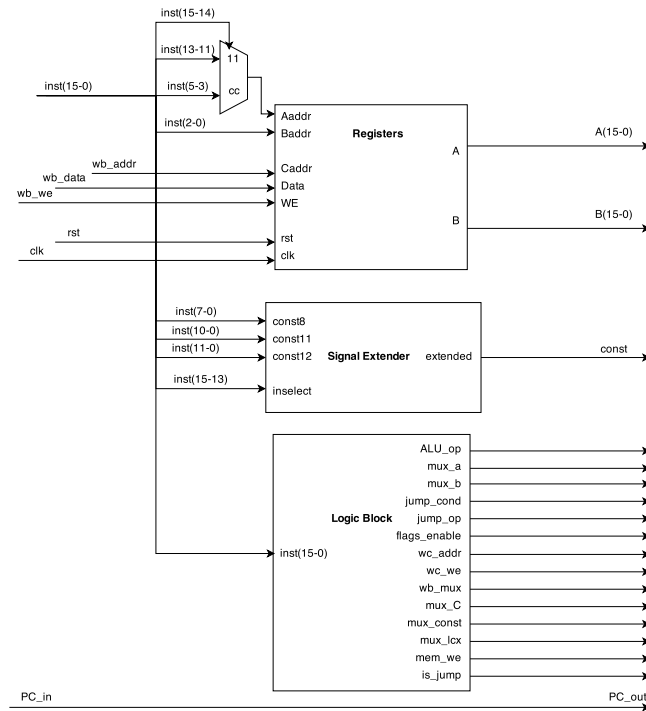 inst(15-14)
inst(13-11)
11
inst(15-0)
inst(5-3)
cc
inst(2-0)
Aaddr
Baddr
Registers
A
A(15-0)
wb_addr
Caddr
wb_data
Data
wb_we
WE
B
B(15-0)
rst
rst
clk
clk
inst(7-0)
const8
inst(10-0)
const11
inst(11-0)
const12
Signal Extender
extended
const
inst(15-13)
inselect
ALU_op
mux_a
mux_b
jump_cond
Logic Block
jump_op
flags_enable
inst(15-0)
wc_addr
wc_we
wb_mux
mux_C
mux_const
mux_lcx
mem_we
is_jump
PC_in
PC_out